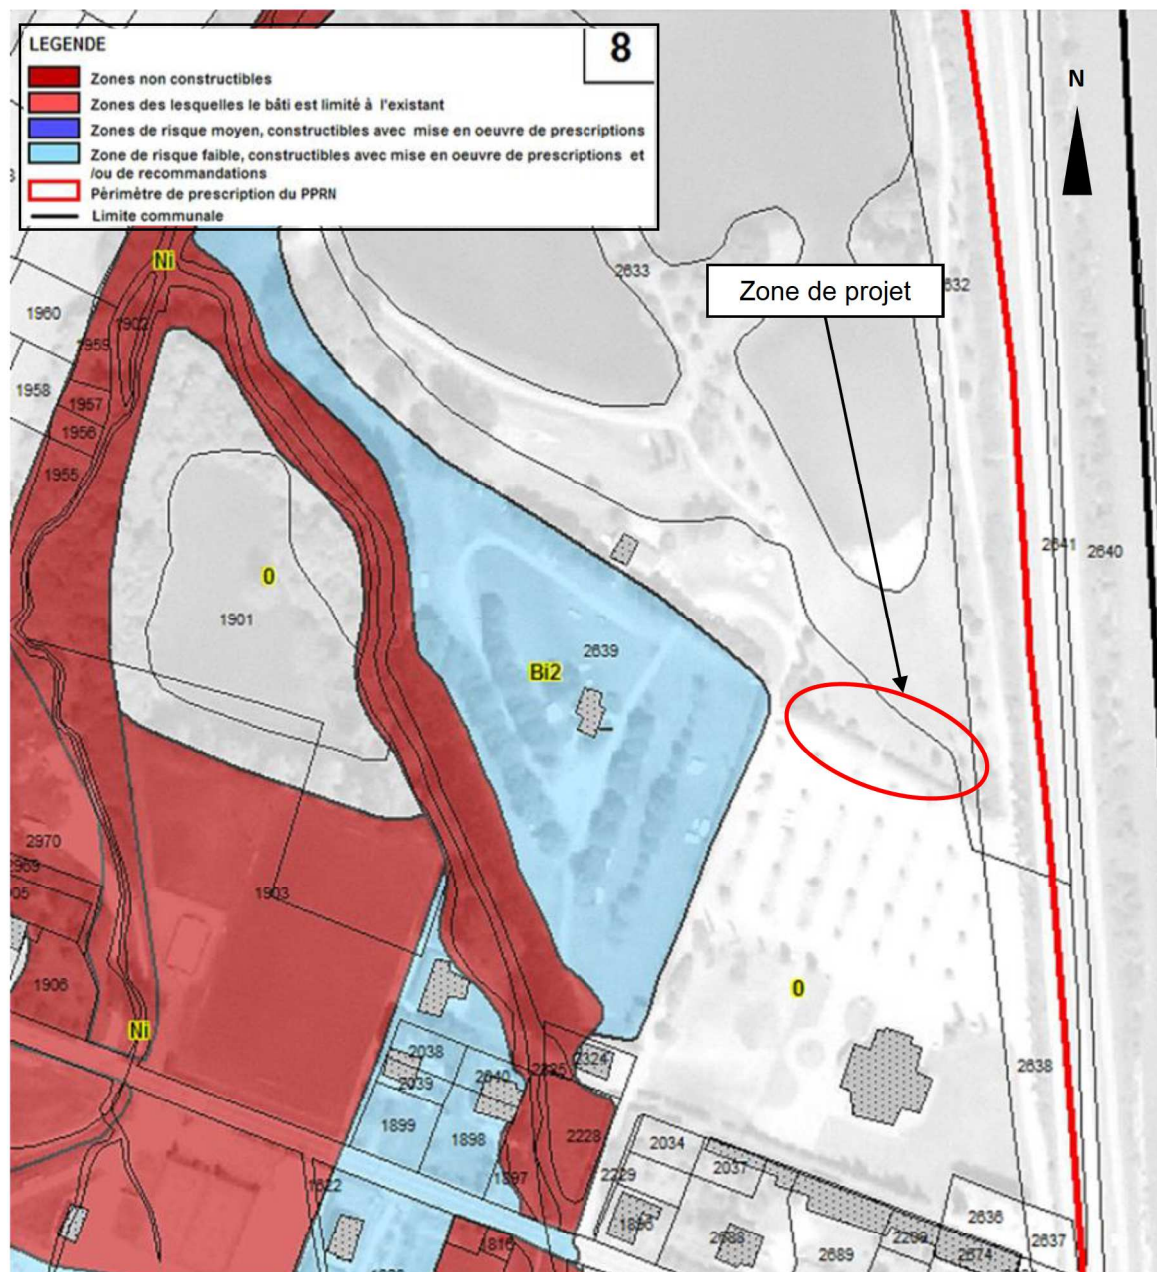 LEGENDE
8
Zones non constructibles
Zones des lesquelles le bâti est limité à l'existant
Zones de risque moyen, constructibles avec mise en oeuvre de prescriptions
Zone de risque faible, constructibles avec mise en oeuvre de prescriptions et
/ou de recommandations
Périmètre de prescription du PPRN
Limite communale
N
Ni
2633
Zone de projet
1960
1902
1959
1958
1957
1956
1955
2641
2640
0
1901
2639
Bi2
2970
1903
1906
0
Ni
2038
2324
2638
2039
2040
1899
1898
2228
2034
2037
2229
1897
2636
2637
2689
2674
1816